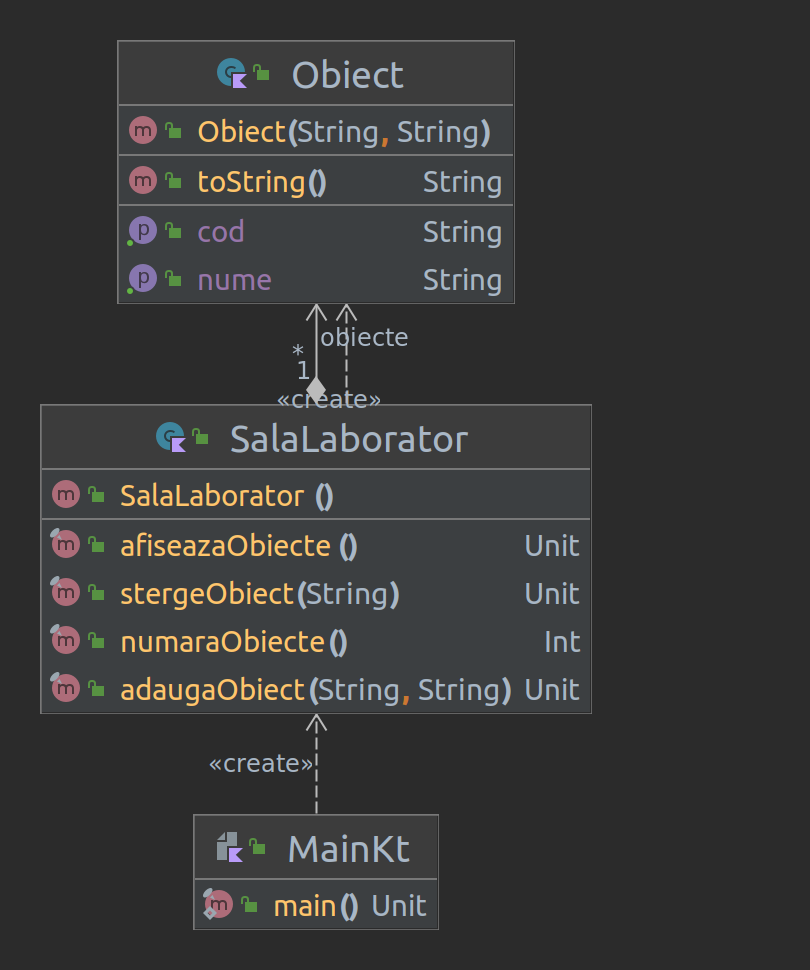 Obiect
Obiect(String, String)
toString() String
cod String
nume String
obiecte
*
1
«create»
SalaLaborator
SalaLaborator ()
afiseazaObiecte () Unit
stergeObiect(String) Unit
numaraObiecte() Int
adaugaObiect(String, String) Unit
«create»
MainKt
main() Unit